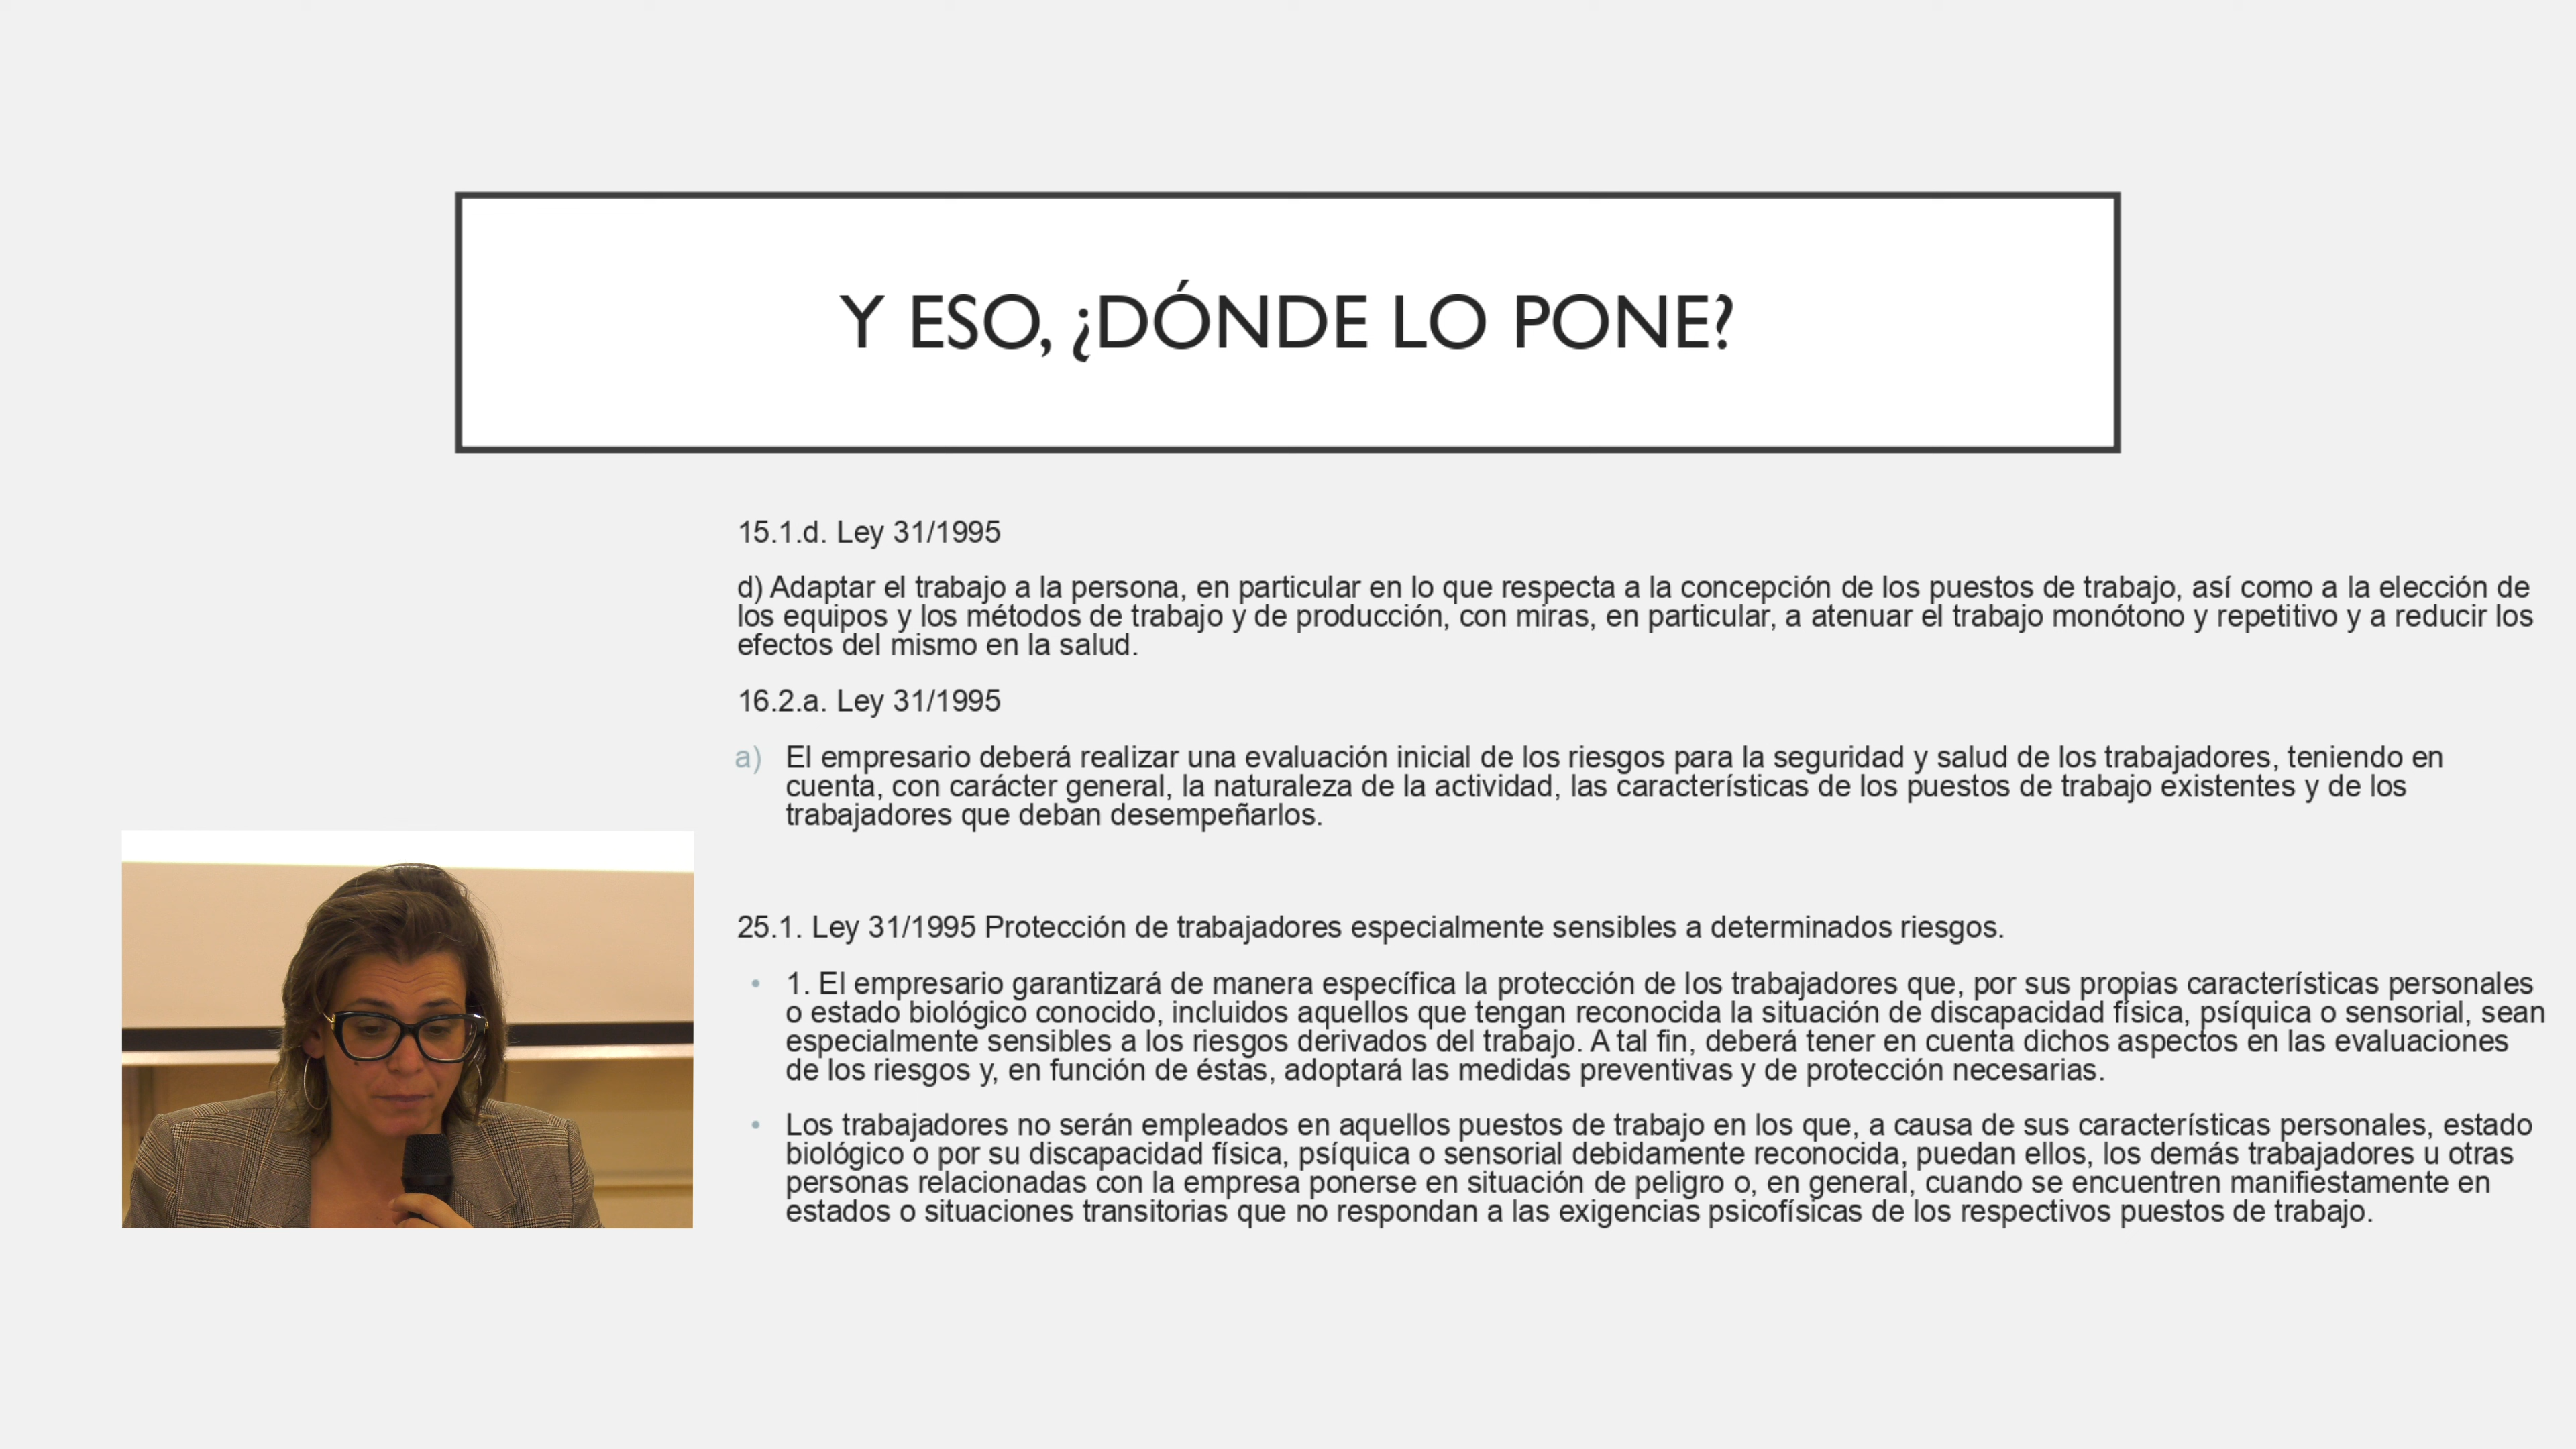 Y ESO, ¿DÓNDE LO PONE?
15.1.d. Ley 31/1995
d) Adaptar el trabajo a la persona, en particular en lo que respecta a la concepción de los puestos de trabajo, así como a la elección de
los equipos y los métodos de trabajo y de producción, con miras, en particular, a atenuar el trabajo monótono y repetitivo y a reducir los
efectos del mismo en la salud.
16.2.a. Ley 31/1995
a) El empresario deberá realizar una evaluación inicial de los riesgos para la seguridad y salud de los trabajadores, teniendo en
cuenta, con carácter general, la naturaleza de la actividad, las características de los puestos de trabajo existentes y de los
trabajadores que deban desempeñarlos.
25.1. Ley 31/1995 Protección de trabajadores especialmente sensibles a determinados riesgos.
• 1. El empresario garantizará de manera específica la protección de los trabajadores que, por sus propias características personales
o estado biológico conocido, incluidos aquellos que tengan reconocida la situación de discapacidad física, psíquica o sensorial, sean
especialmente sensibles a los riesgos derivados del trabajo. A tal fin, deberá tener en cuenta dichos aspectos en las evaluaciones
de los riesgos y, en función de éstas, adoptará las medidas preventivas y de protección necesarias.
• Los trabajadores no serán empleados en aquellos puestos de trabajo en los que, a causa de sus características personales, estado
biológico o por su discapacidad física, psíquica o sensorial debidamente reconocida, puedan ellos, los demás trabajadores u otras
personas relacionadas con la empresa ponerse en situación de peligro o, en general, cuando se encuentren manifiestamente en
estados o situaciones transitorias que no respondan a las exigencias psicofísicas de los respectivos puestos de trabajo.